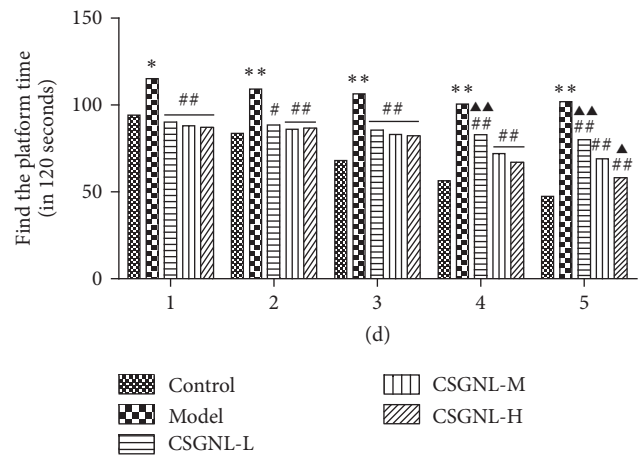 Find the platform time
(in 120 seconds)
150
100
50
0
*
##
**
#
##
**
##
**
▲▲
##
##
**
▲▲
##
##
▲
##
1 2 3 4 5
(d)
Control
Model
CSGNL-L
CSGNL-M
CSGNL-H